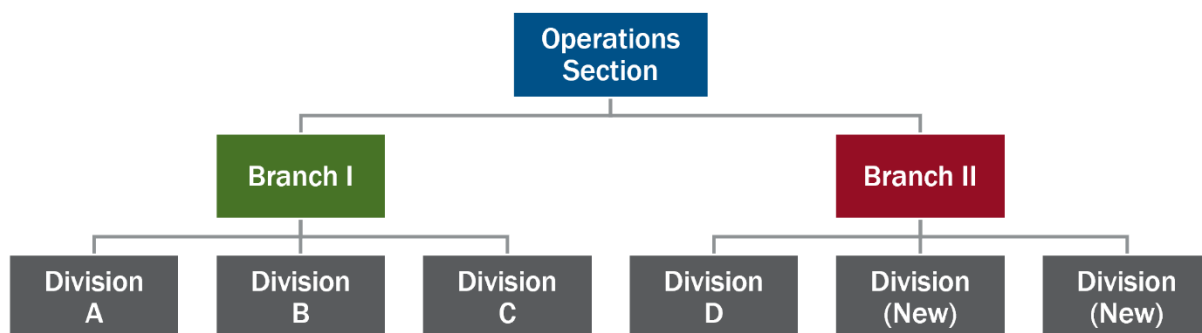 Operations
Section
Branch I
Branch II
Division
A
Division
B
Division
C
Division
D
Division
(New)
Division
(New)